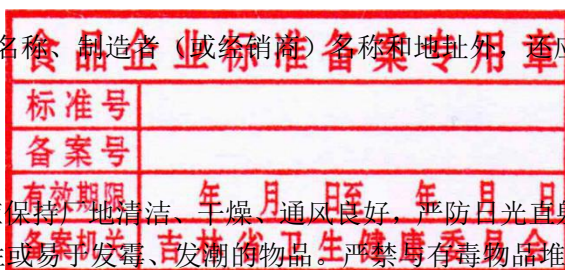 名称、制造者（或经销商）名称和地址外，还应
食品企业标准备案专用章
标准号
备案号
有效期限 年 月 日至 年 月 日
保持厂地清洁、干燥、通风良好，严防日光直射
备案机关 吉林省卫生健康委员会
或易于发霉、发潮的物品。严禁与有毒物品堆